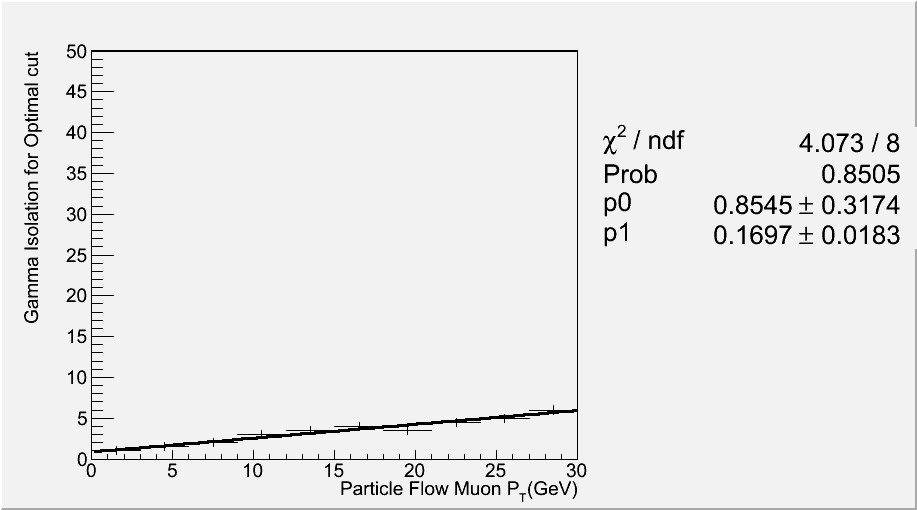 Gamma Isolation for Optimal cut
50
45
40
35
30
25
20
15
10
5
0
0 5 10 15 20 25 30
Particle Flow Muon P_T(GeV)
χ² / ndf 4.073 / 8
Prob 0.8505
p0 0.8545 ± 0.3174
p1 0.1697 ± 0.0183